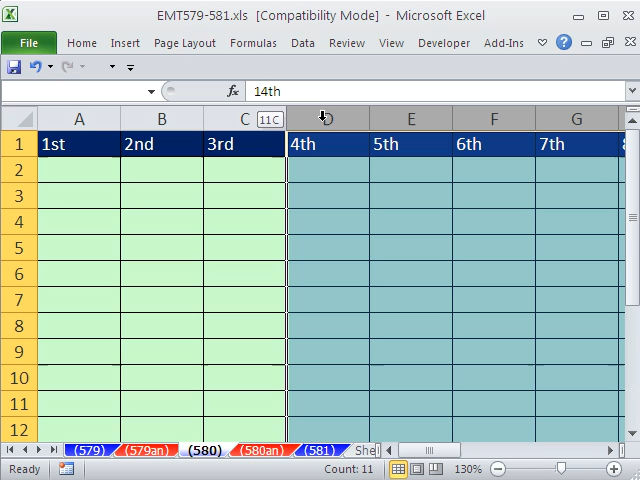 EMT579-581.xls [Compatibility Mode] - Microsoft Excel
File Home Insert Page Layout Formulas Data Review View Developer Add-Ins
fx 14th
A B C 11C D E F G
1 1st 2nd 3rd 4th 5th 6th 7th
2
3
4
5
6
7
8
9
10
11
12
(579) (579an) (580) (580an) (581) Shee
Ready Count: 11 130%